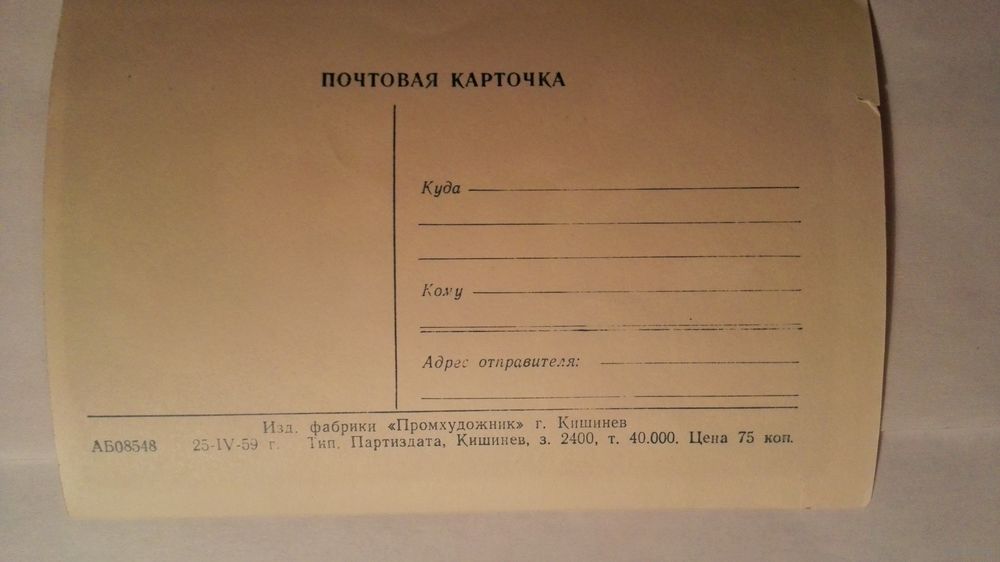 ПОЧТОВАЯ КАРТОЧКА
Куда
Кому
Адрес отправителя:
Изд. фабрики «Промхудожник» г. Кишинев
АБ08548 25-IV-59 г. Тип. Партиздата, Кишинев, з. 2400, т. 40.000. Цена 75 коп.